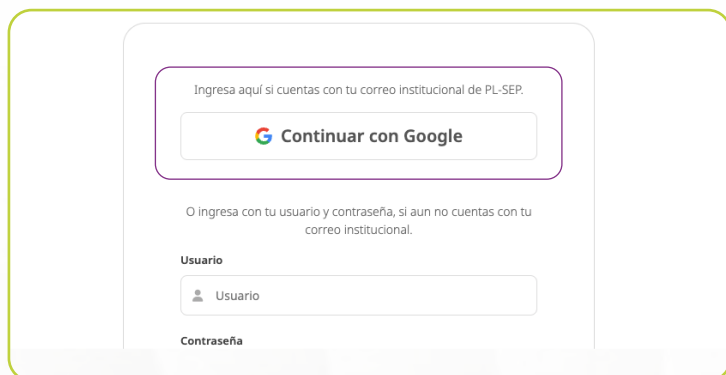 Ingresa aquí si cuentas con tu correo institucional de PL-SEP.
Continuar con Google
O ingresa con tu usuario y contraseña, si aun no cuentas con tu
correo institucional.
Usuario
Usuario
Contraseña